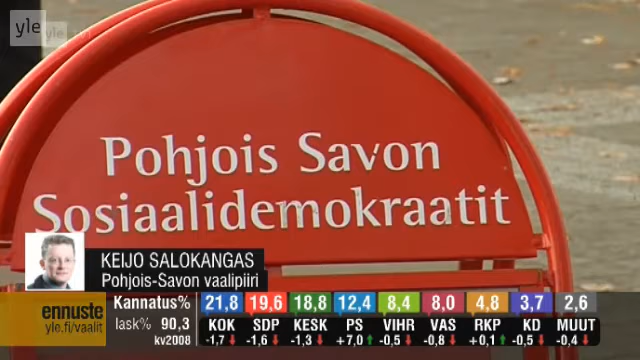 yle yle tv1
Pohjois Savon
Sosiaalidemokraatit
KEIJO SALOKANGAS
Pohjois-Savon vaalipiiri
ennuste
yle.fi/vaalit
Kannatus% 21,8 19,6 18,8 12,4 8,4 8,0 4,8 3,7 2,6
lask% 90,3 KOK SDP KESK PS VIHR VAS RKP KD MUUT
kv2008 -1,7 -1,6 -1,3 +7,0 -0,5 -0,8 +0,1 -0,5 -0,4